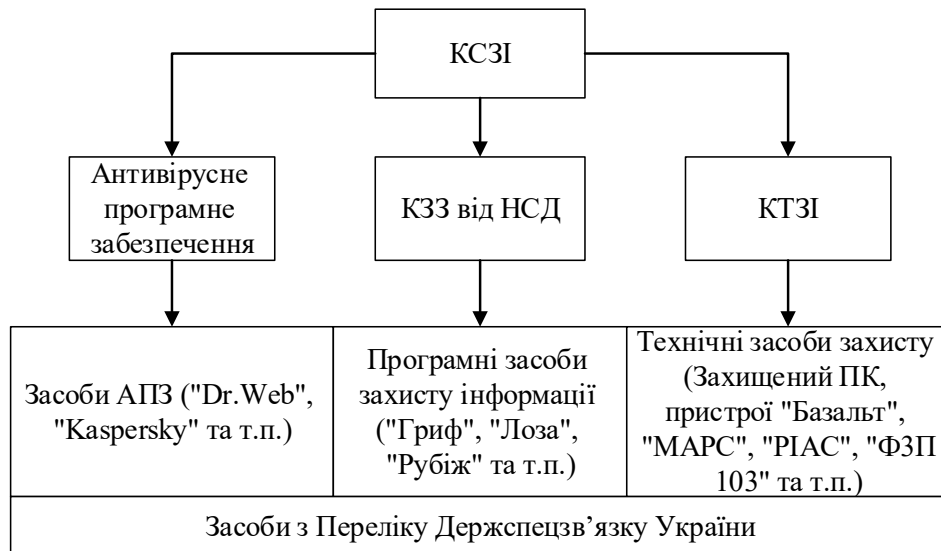 КСЗІ
Антивірусне
програмне
забезпечення
КЗЗ від НСД
КТЗІ
Засоби АПЗ ("Dr.Web",
"Kaspersky" та т.п.)
Програмні засоби
захисту інформації
("Гриф", "Лоза",
"Рубіж" та т.п.)
Технічні засоби захисту
(Захищений ПК,
пристрої "Базальт",
"МАРС", "РІАС", "ФЗП
103" та т.п.)
Засоби з Переліку Держспецзв’язку України